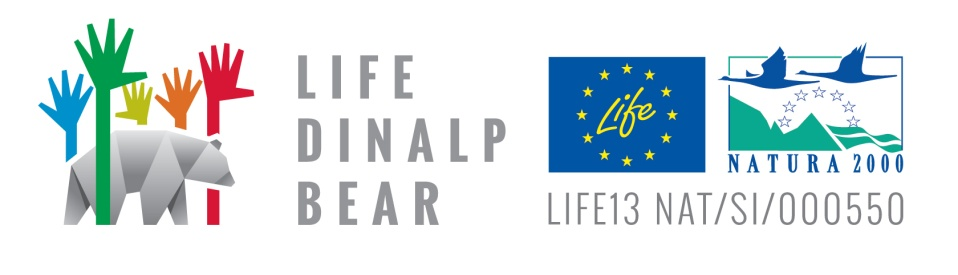 LIFE
DINALP
BEAR
Life
NATURA 2000
LIFE13 NAT/SI/000550